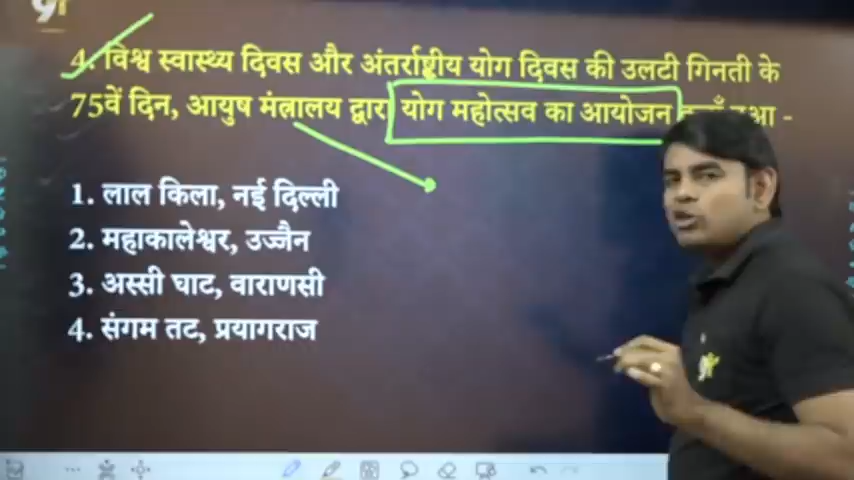 4. विश्व स्वास्थ्य दिवस और अंतर्राष्ट्रीय योग दिवस की उलटी गिनती के
75वें दिन, आयुष मंत्रालय द्वारा योग महोत्सव का आयोजन हुआ -
1. लाल किला, नई दिल्ली
2. महाकालेश्वर, उज्जैन
3. अस्सी घाट, वाराणसी
4. संगम तट, प्रयागराज